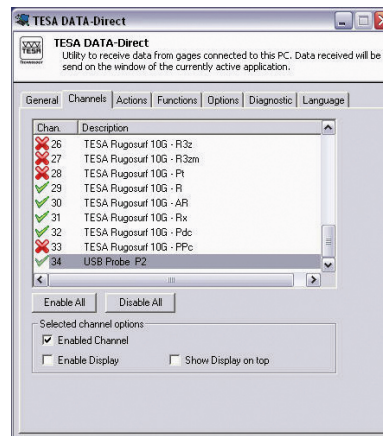 TESA DATA-Direct
TESA DATA-Direct
Utility to receive data from gages connected to this PC. Data received will be
send on the window of the currently active application.
TESA
General Channels Actions Functions Options Diagnostic Language
Chan. Description
26 TESA Rugosurf 10G - R3z
27 TESA Rugosurf 10G - R3zm
28 TESA Rugosurf 10G - Pt
29 TESA Rugosurf 10G - R
30 TESA Rugosurf 10G - AR
31 TESA Rugosurf 10G - Rx
32 TESA Rugosurf 10G - Pdc
33 TESA Rugosurf 10G - PPc
34 USB Probe P2
Enable All Disable All
Selected channel options
Enabled Channel
Enable Display Show Display on top